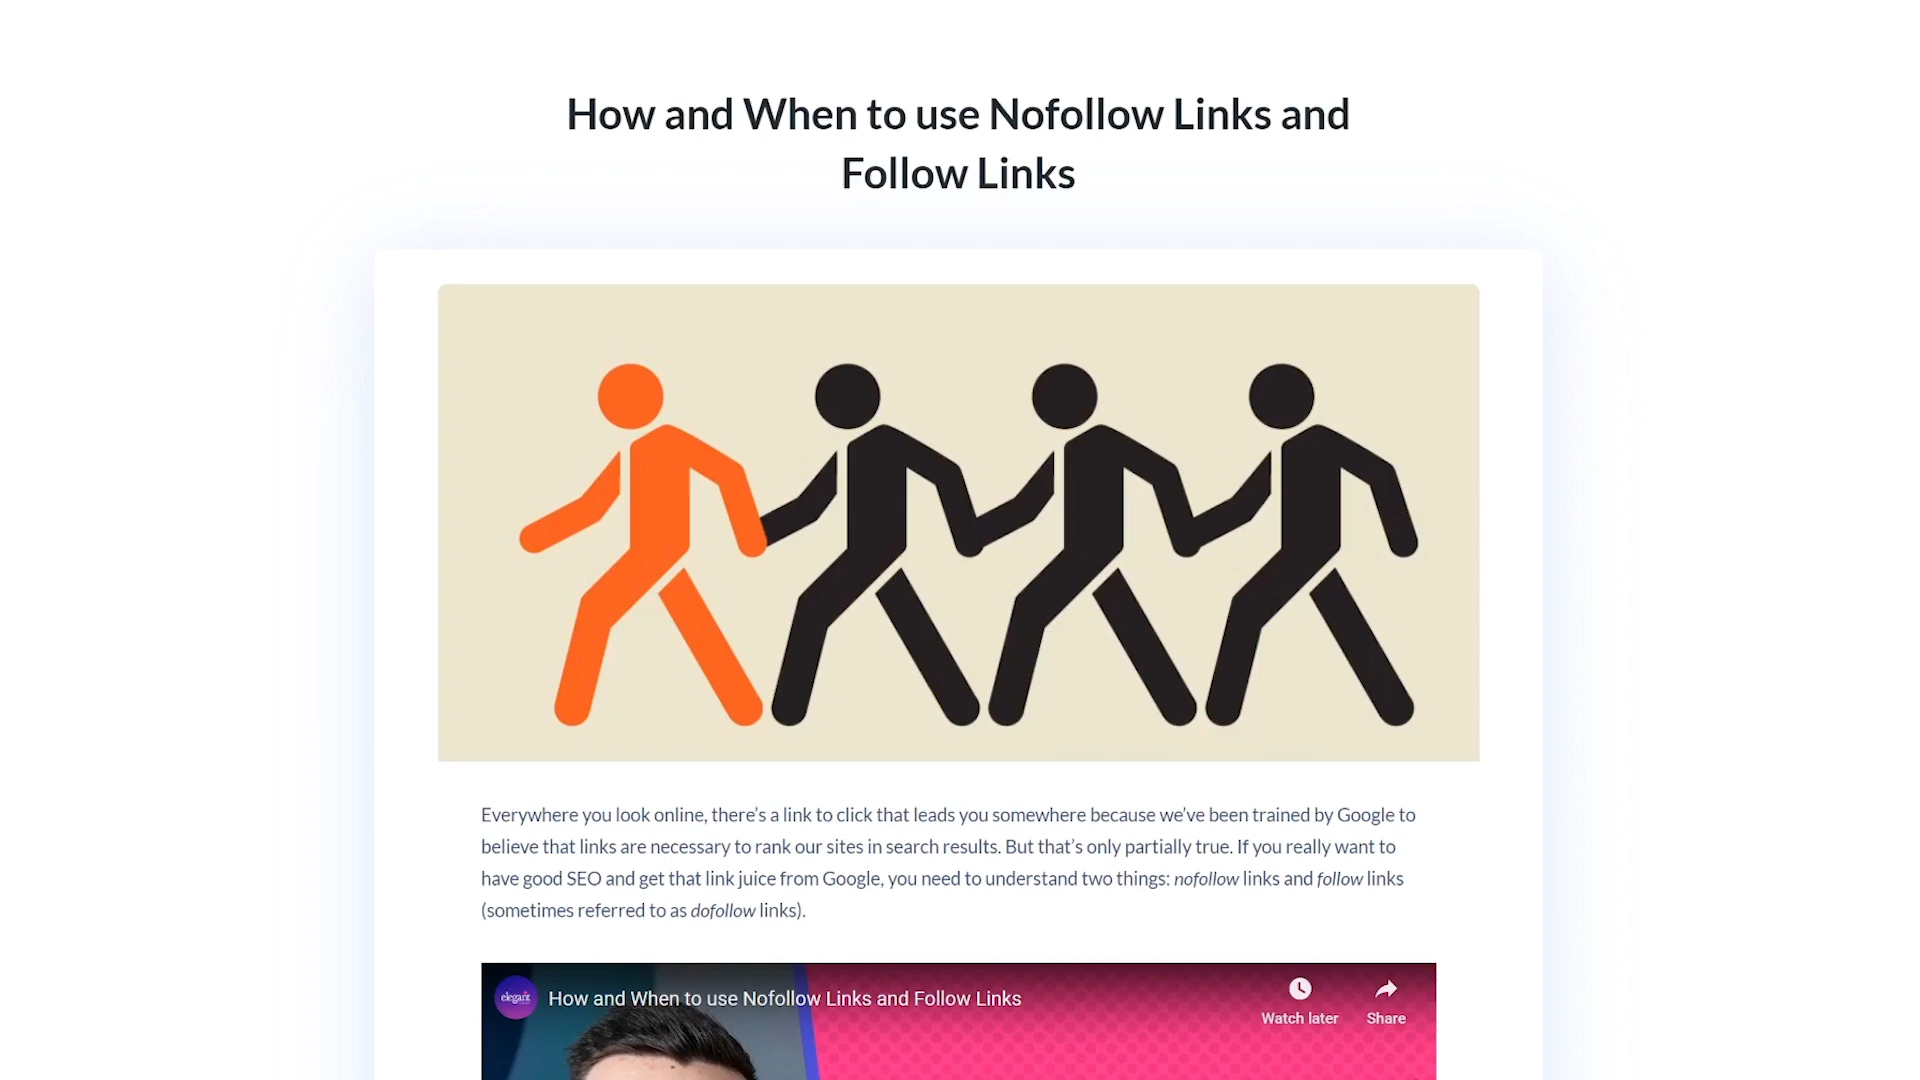 How and When to use Nofollow Links and
Follow Links
Everywhere you look online, there’s a link to click that leads you somewhere because we’ve been trained by Google to
believe that links are necessary to rank our sites in search results. But that’s only partially true. If you really want to
have good SEO and get that link juice from Google, you need to understand two things: nofollow links and follow links
(sometimes referred to as dofollow links).
elegant
How and When to use Nofollow Links and Follow Links
Watch later
Share